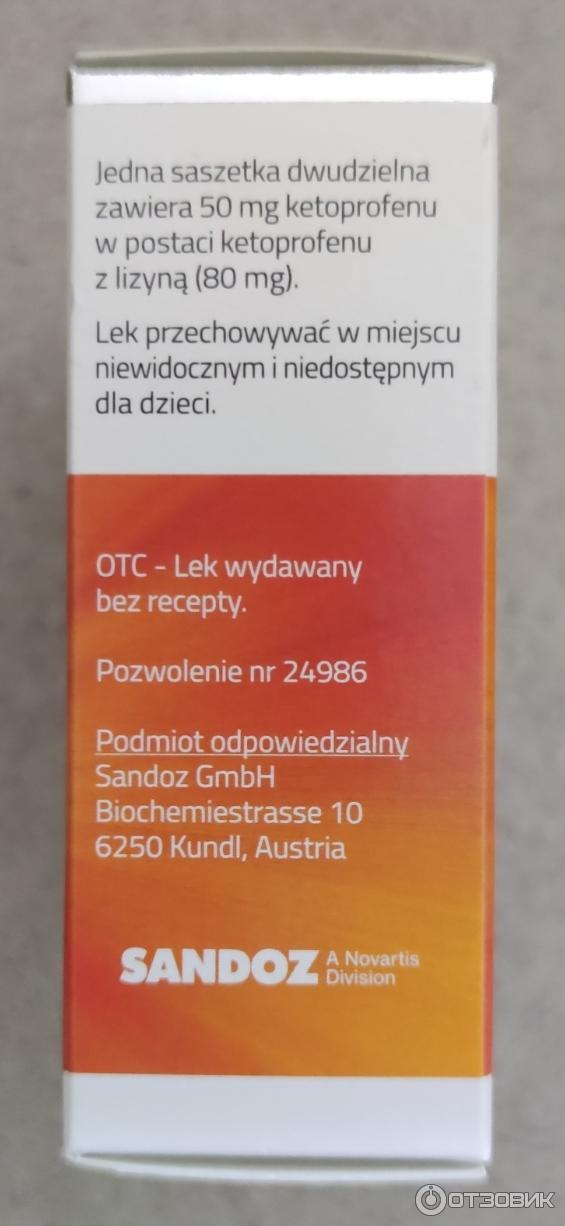 Jedna saszetka dwudzielna
zawiera 50 mg ketoprofenu
w postaci ketoprofenu
z lizyną (80 mg).
Lek przechowywać w miejscu
niewidocznym i niedostępnym
dla dzieci.
OTC - Lek wydawany
bez recepty.
Pozwolenie nr 24986
Podmiot odpowiedzialny
Sandoz GmbH
Biochemiestrasse 10
6250 Kundl, Austria
SANDOZ A Novartis
Division
ОТЗОВИК